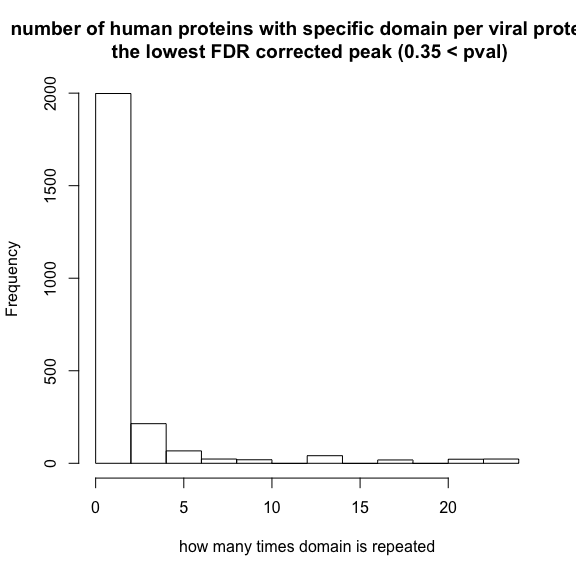 number of human proteins with specific domain per viral prote
the lowest FDR corrected peak (0.35 < pval)
2000
1500
1000
500
0
Frequency
0 5 10 15 20
how many times domain is repeated